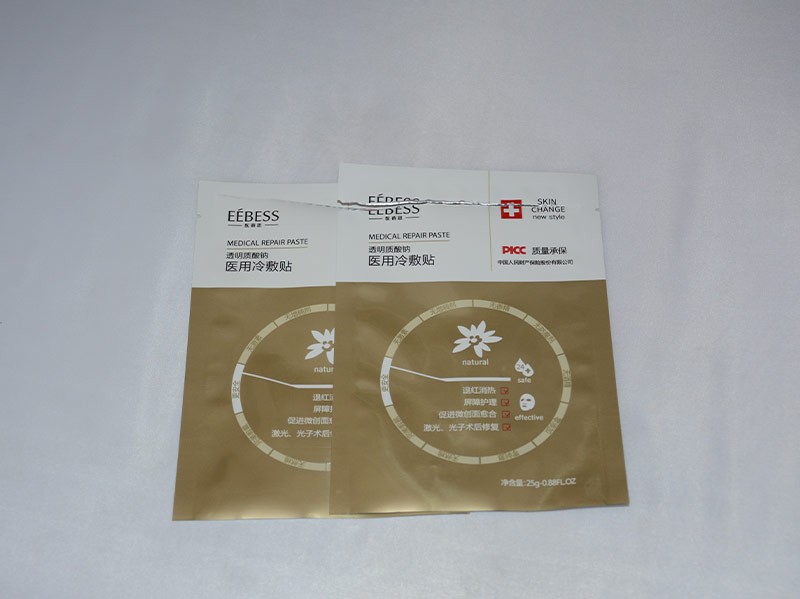 EÉBESS
MEDICAL REPAIR PASTE
透明质酸钠
医用冷敷贴
natur
退红消
屏障
促进微创面愈
激光、光子术后
EÉBESS
MEDICAL REPAIR PASTE
透明质酸钠
医用冷敷贴
SKIN
CHANGE
new style
PICC 质量承保
中国人民财产保险股份有限公司
natural
safe
effective
退红消热
屏障护理
促进微创面愈合
激光、光子术后修复
净含量:25g-0.88FL.OZ